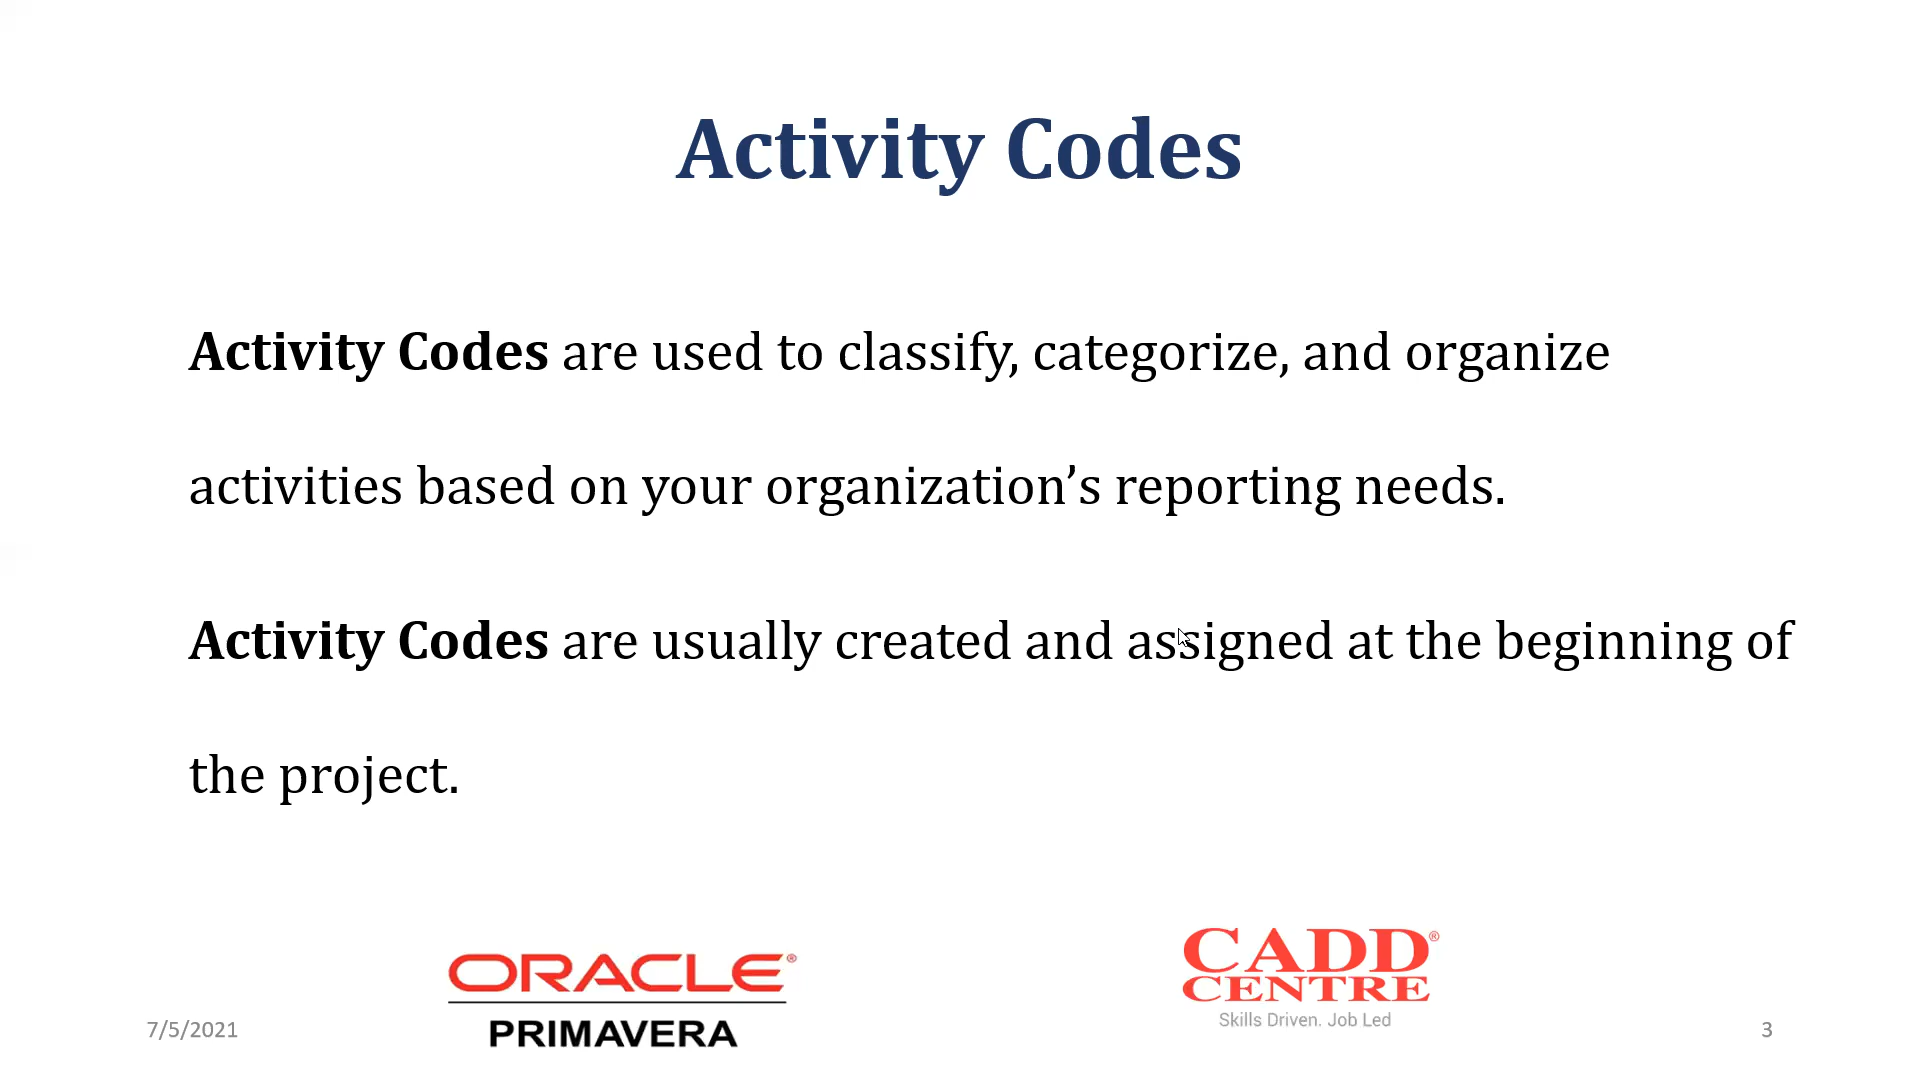 Activity Codes
Activity Codes are used to classify, categorize, and organize
activities based on your organization’s reporting needs.
Activity Codes are usually created and assigned at the beginning of
the project.
ORACLE®
PRIMAVERA
CADD®
CENTRE
Skills Driven. Job Led
7/5/2021
3